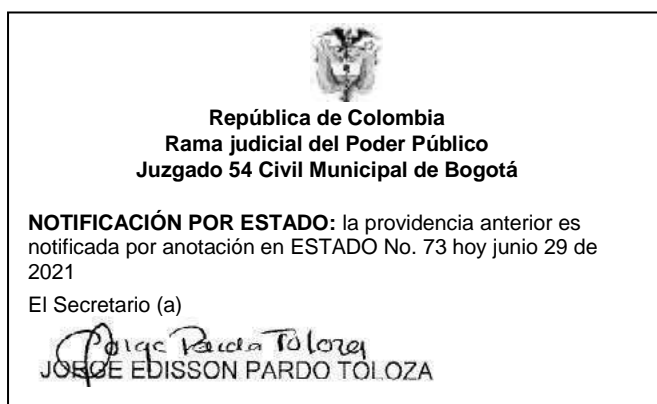 República de Colombia
Rama judicial del Poder Público
Juzgado 54 Civil Municipal de Bogotá
NOTIFICACIÓN POR ESTADO: la providencia anterior es
notificada por anotación en ESTADO No. 73 hoy junio 29 de
2021
El Secretario (a)
Jorge Pardo Toloza
JORGE EDISSON PARDO TOLOZA